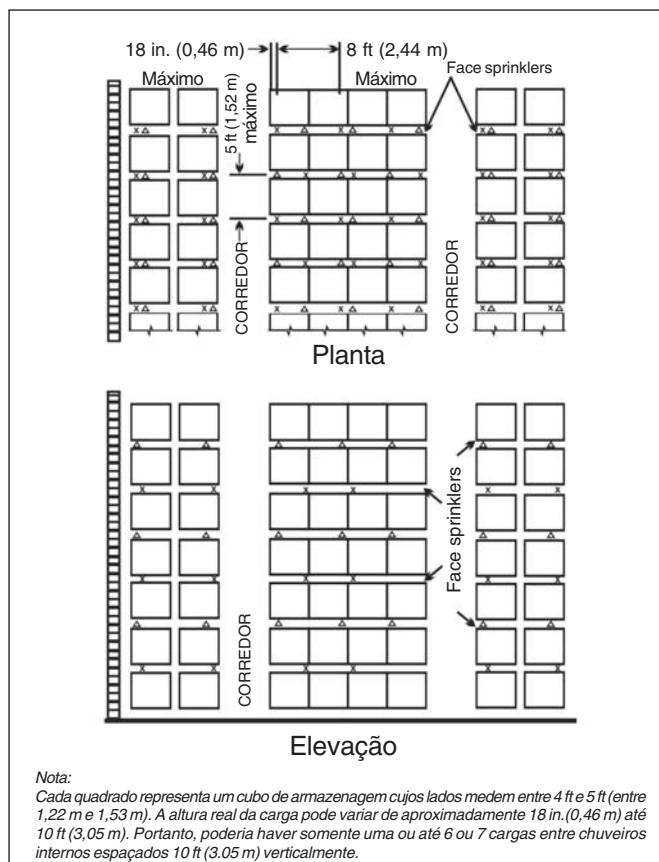 18 in. (0,46 m)
8 ft (2,44 m)
Máximo
Máximo
Face sprinklers
5 ft (1,52 m)
máximo
CORREDOR
CORREDOR
Planta
Face sprinklers
CORREDOR
Elevação
Nota:
Cada quadrado representa um cubo de armazenagem cujos lados medem entre 4 ft e 5 ft (entre
1,22 m e 1,53 m). A altura real da carga pode variar de aproximadamente 18 in.(0,46 m) até
10 ft (3,05 m). Portanto, poderia haver somente uma ou até 6 ou 7 cargas entre chuveiros
internos espaçados 10 ft (3.05 m) verticalmente.